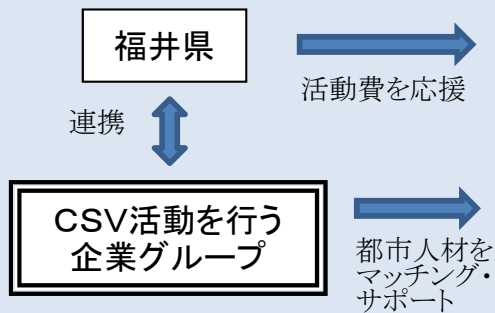 福井県
活動費を応援
連携
CSV活動を行う
企業グループ
都市人材を
マッチング・
サポート